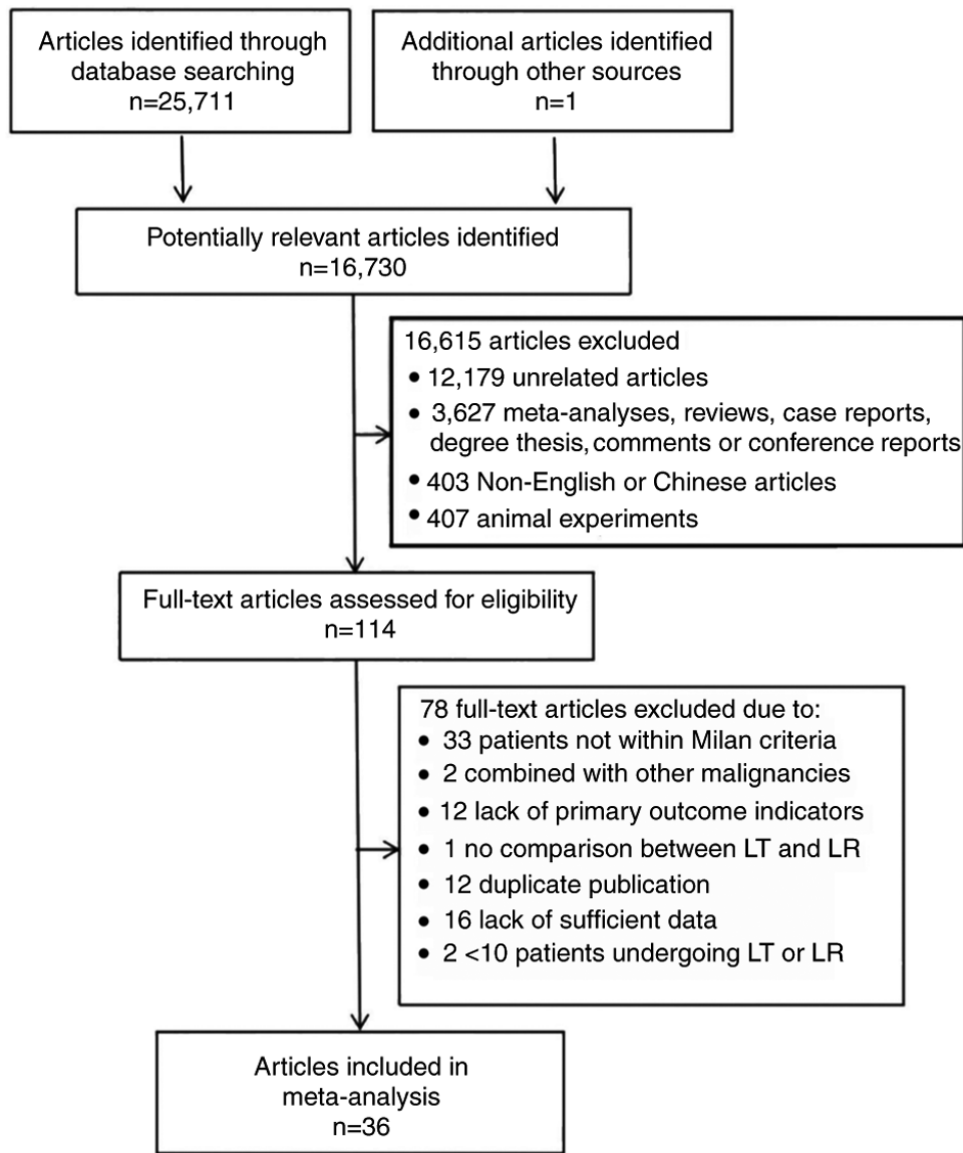 Articles identified through
database searching
n=25,711
Additional articles identified
through other sources
n=1
Potentially relevant articles identified
n=16,730
16,615 articles excluded
• 12,179 unrelated articles
• 3,627 meta-analyses, reviews, case reports,
degree thesis, comments or conference reports
• 403 Non-English or Chinese articles
• 407 animal experiments
Full-text articles assessed for eligibility
n=114
78 full-text articles excluded due to:
• 33 patients not within Milan criteria
• 2 combined with other malignancies
• 12 lack of primary outcome indicators
• 1 no comparison between LT and LR
• 12 duplicate publication
• 16 lack of sufficient data
• 2 <10 patients undergoing LT or LR
Articles included in
meta-analysis
n=36